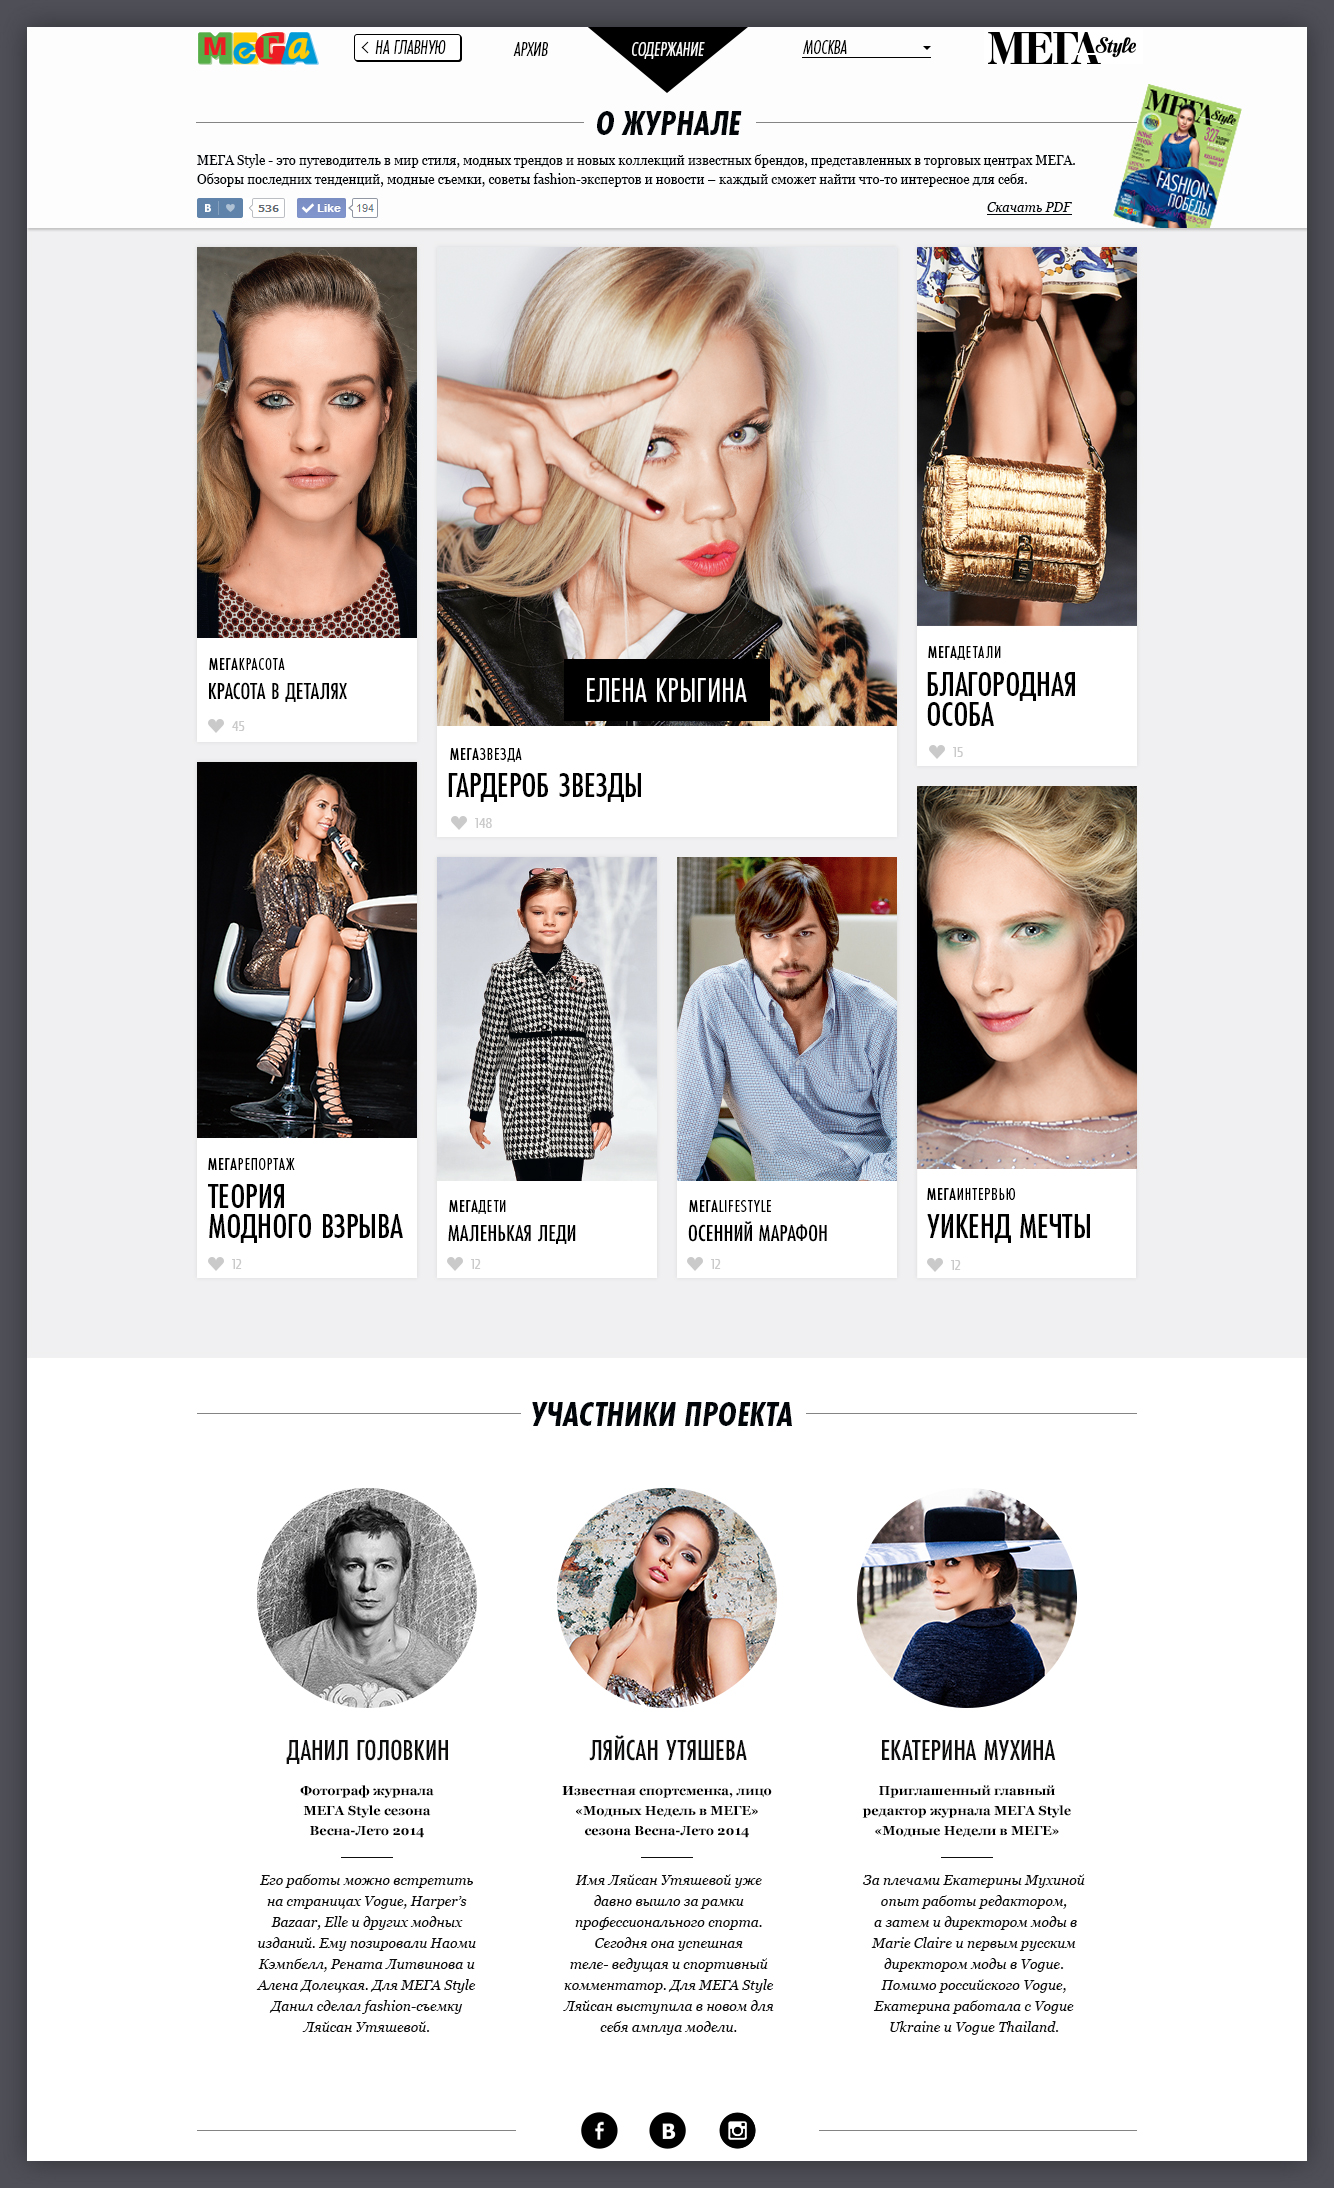 MEGA
НА ГЛАВНУЮ
АРХИВ
СОДЕРЖАНИЕ
МОСКВА
МЕГА Style
О ЖУРНАЛЕ
МЕГА Style - это путеводитель в мир стиля, модных трендов и новых коллекций известных брендов, представленных в торговых центрах МЕГА.
Обзоры последних тенденций, модные съемки, советы fashion-экспертов и новости – каждый сможет найти что-то интересное для себя.
В 536
Like 194
Скачать PDF
МЕГА Style
327
FASHION-
ПОБЕДЫ
МЕГАКРАСОТА
КРАСОТА В ДЕТАЛЯХ
45
ЕЛЕНА КРЫГИНА
МЕГАЗВЕЗДА
ГАРДЕРОБ ЗВЕЗДЫ
148
МЕГАДЕТАЛИ
БЛАГОРОДНАЯ
ОСОБА
15
МЕГАРЕПОРТАЖ
ТЕОРИЯ
МОДНОГО ВЗРЫВА
12
МЕГАДЕТИ
МАЛЕНЬКАЯ ЛЕДИ
12
МЕГАLIFESTYLE
ОСЕННИЙ МАРАФОН
12
МЕГАИНТЕРВЬЮ
УИКЕНД МЕЧТЫ
12
УЧАСТНИКИ ПРОЕКТА
ДАНИЛ ГОЛОВКИН
Фотограф журнала
МЕГА Style сезона
Весна-Лето 2014
Его работы можно встретить
на страницах Vogue, Harper's
Bazaar, Elle и других модных
изданий. Ему позировали Наоми
Кэмпбелл, Рената Литвинова и
Алена Долецкая. Для МЕГА Style
Данил сделал fashion-съемку
Ляйсан Утяшевой.
ЛЯЙСАН УТЯШЕВА
Известная спортсменка, лицо
«Модных Недель в МЕГЕ»
сезона Весна-Лето 2014
Имя Ляйсан Утяшевой уже
давно вышло за рамки
профессионального спорта.
Сегодня она успешная
теле- ведущая и спортивный
комментатор. Для МЕГА Style
Ляйсан выступила в новом для
себя амплуа модели.
ЕКАТЕРИНА МУХИНА
Приглашенный главный
редактор журнала МЕГА Style
«Модные Недели в МЕГЕ»
За плечами Екатерины Мухиной
опыт работы редактором,
а затем и директором моды в
Marie Claire и первым русским
директором моды в Vogue.
Помимо российского Vogue,
Екатерина работала с Vogue
Ukraine и Vogue Thailand.
f
В